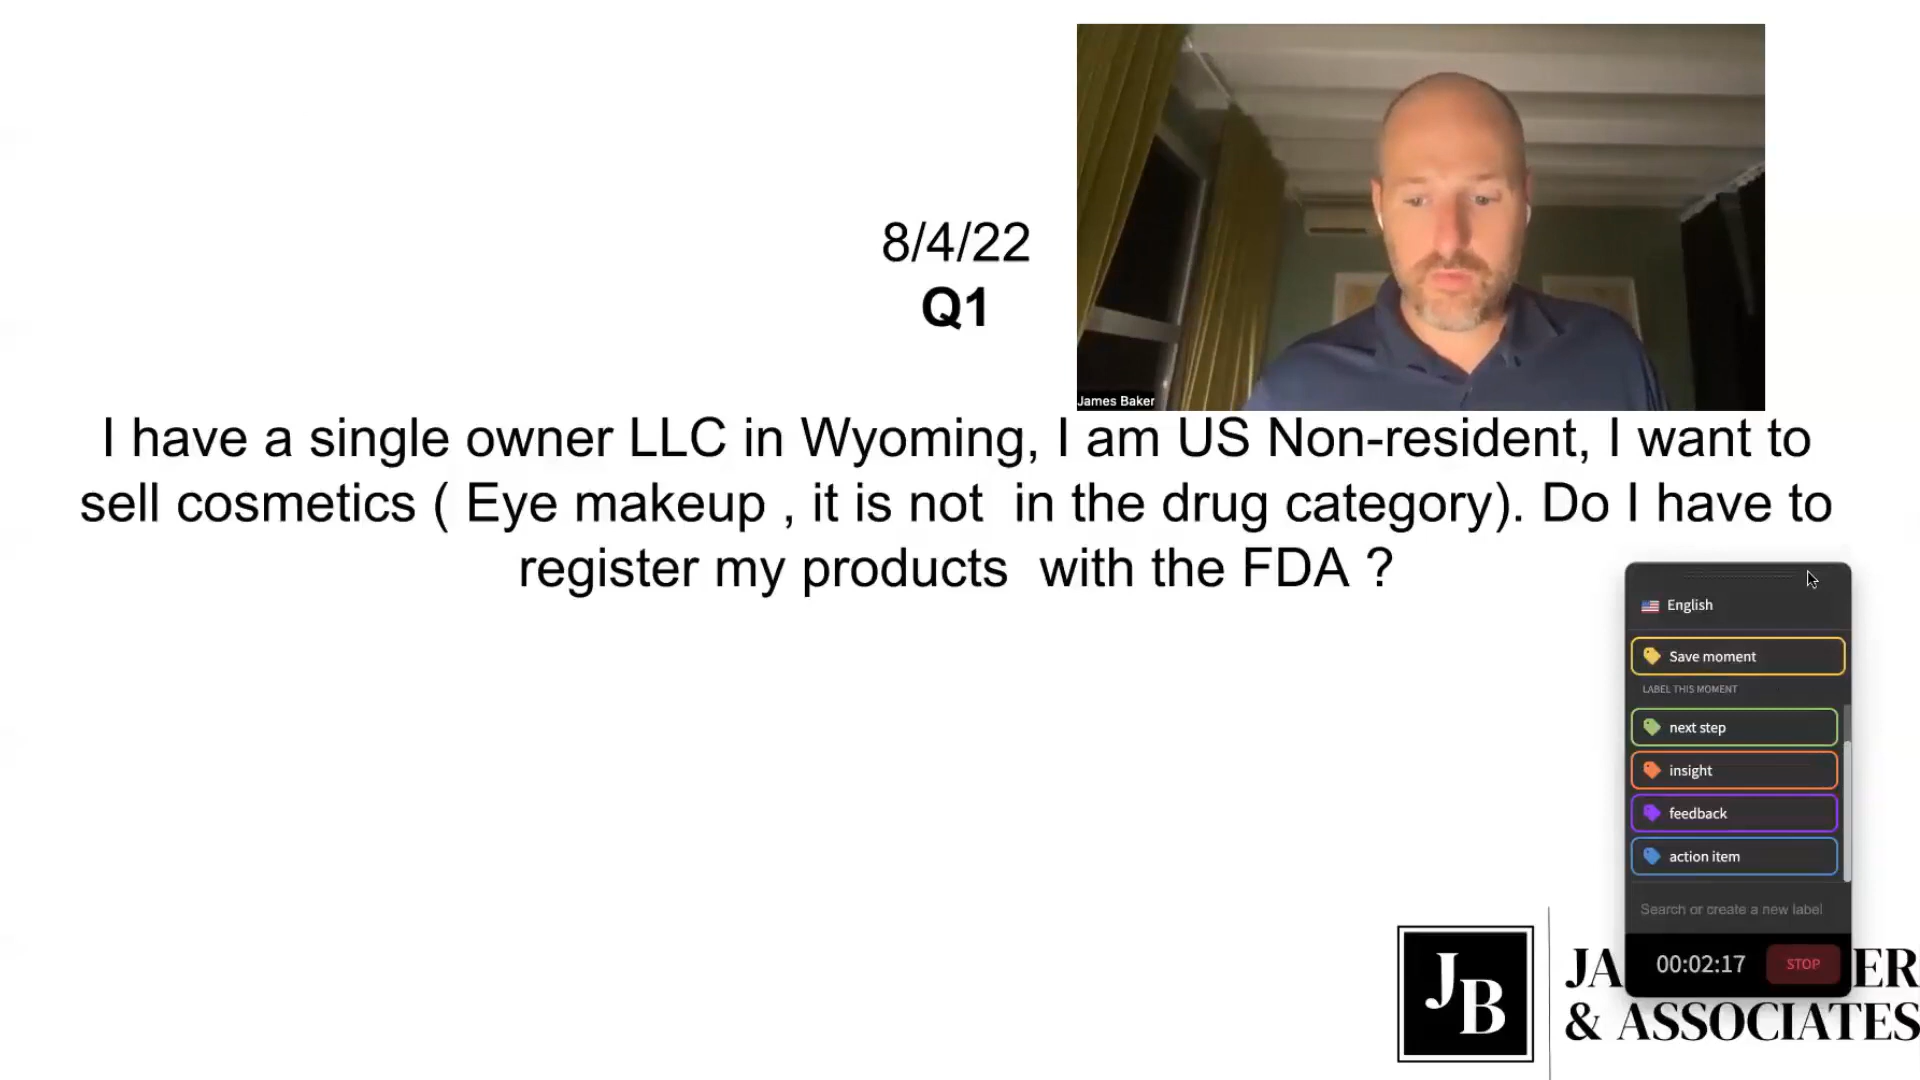 8/4/22
Q1
James Baker
I have a single owner LLC in Wyoming, I am US Non-resident, I want to
sell cosmetics ( Eye makeup , it is not  in the drug category). Do I have to
register my products  with the FDA ?
English
Save moment
LABEL THIS MOMENT
next step
insight
feedback
action item
Search or create a new label
00:02:17 STOP
JB
JA ER
& ASSOCIATES